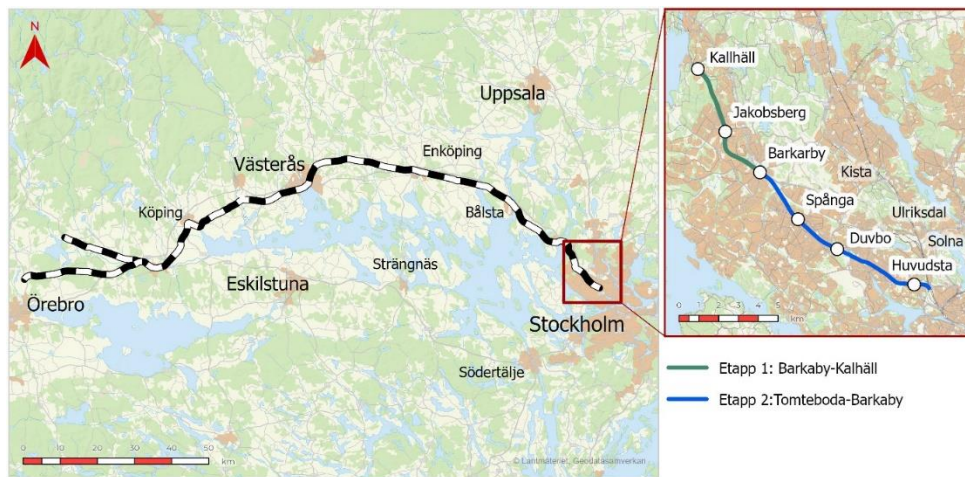 N
Uppsala
Västerås
Enköping
Köping
Bålsta
Strängnäs
Eskilstuna
Örebro
Stockholm
Södertälje
0 10 20 30 40 50
km
© Lantmäteriet, Geodatasamverkan
Kallhäll
Jakobsberg
Barkarby
Kista
Spånga
Ulriksdal
Duvbo
Solna
Huvudsta
0 1 2 3 4 5
km
Etapp 1: Barkaby-Kalhäll
Etapp 2:Tomteboda-Barkaby